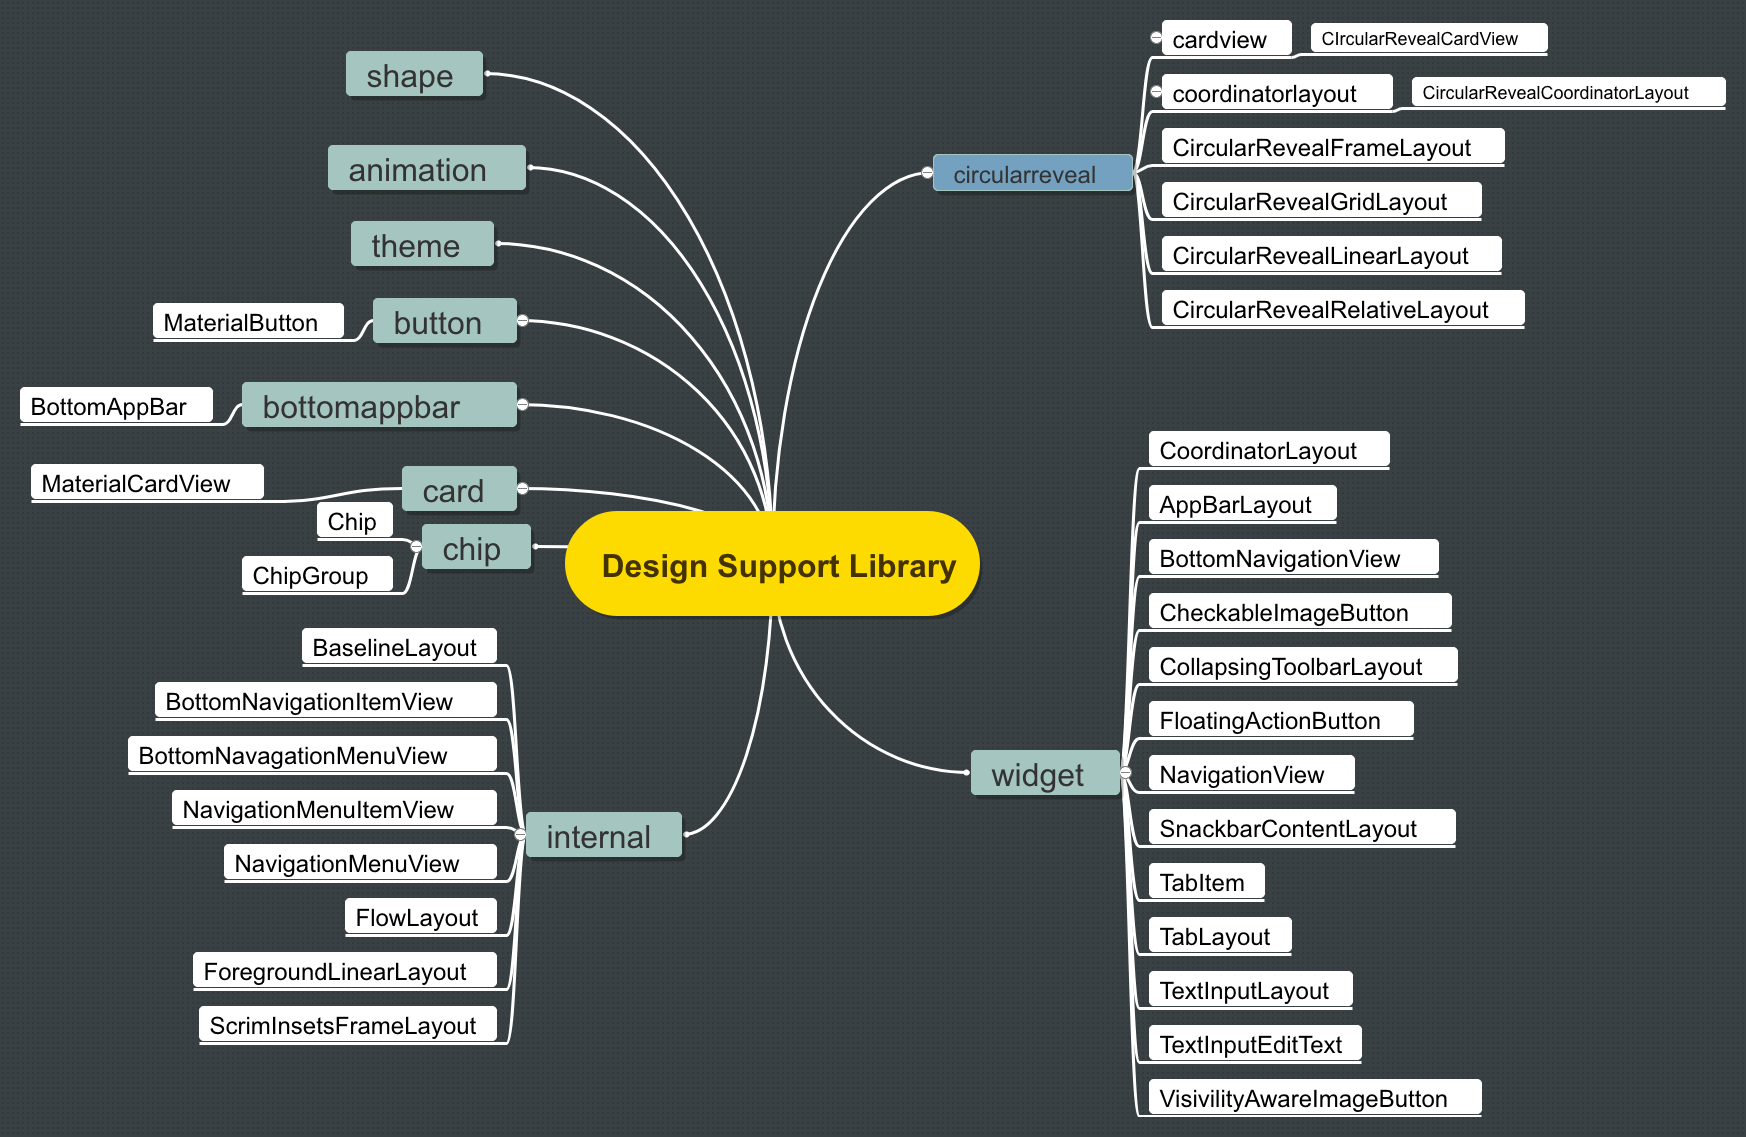 Design Support Library
shape
animation
theme
button
MaterialButton
bottomappbar
BottomAppBar
card
MaterialCardView
chip
Chip
ChipGroup
internal
BaselineLayout
BottomNavigationItemView
BottomNavagationMenuView
NavigationMenuItemView
NavigationMenuView
FlowLayout
ForegroundLinearLayout
ScrimInsetsFrameLayout
circularreveal
cardview
CIrcularRevealCardView
coordinatorlayout
CircularRevealCoordinatorLayout
CircularRevealFrameLayout
CircularRevealGridLayout
CircularRevealLinearLayout
CircularRevealRelativeLayout
widget
CoordinatorLayout
AppBarLayout
BottomNavigationView
CheckableImageButton
CollapsingToolbarLayout
FloatingActionButton
NavigationView
SnackbarContentLayout
TabItem
TabLayout
TextInputLayout
TextInputEditText
VisivilityAwareImageButton